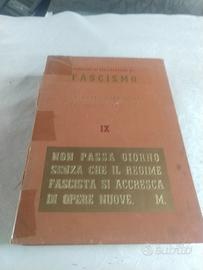 FASCISMO
IX
NON PASSA GIORNO
SENZA CHE IL REGIME
FASCISTA SI ACCRESCA
DI OPERE NUOVE. M.
subito